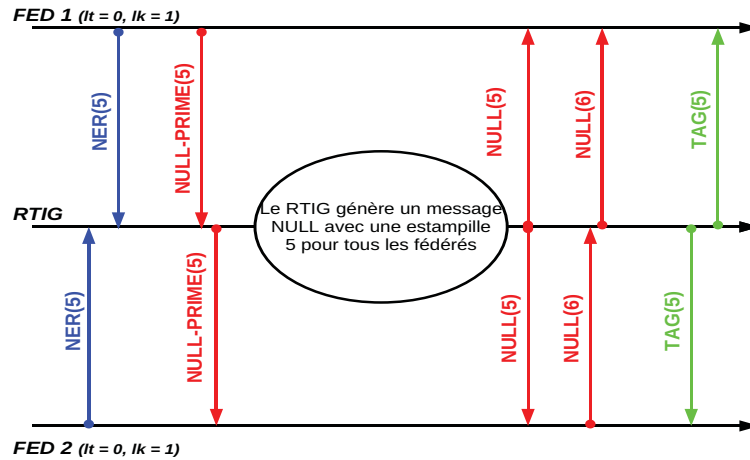 FED 1 (lt = 0, lk = 1)
NER(5)
NULL-PRIME(5)
NULL(5)
NULL(6)
TAG(5)
RTIG
Le RTIG génère un message
NULL avec une estampille
5 pour tous les fédérés
NER(5)
NULL-PRIME(5)
NULL(5)
NULL(6)
TAG(5)
FED 2 (lt = 0, lk = 1)